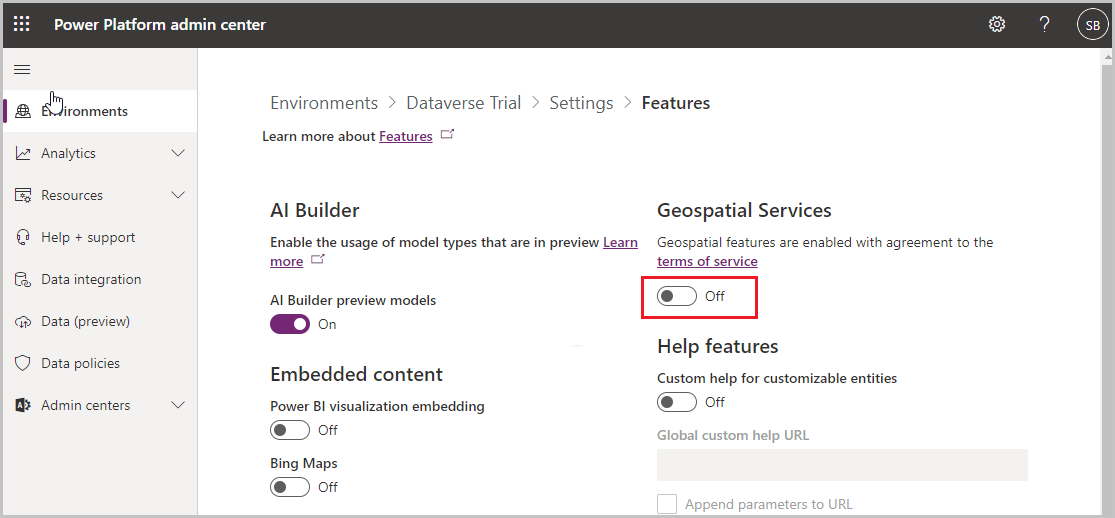 Power Platform admin center
?
SB
Environments
Analytics
Resources
Help + support
Data integration
Data (preview)
Data policies
Admin centers
Environments > Dataverse Trial > Settings > Features
Learn more about Features
AI Builder
Enable the usage of model types that are in preview Learn
more
AI Builder preview models
On
Embedded content
Power BI visualization embedding
Off
Bing Maps
Off
Geospatial Services
Geospatial features are enabled with agreement to the
terms of service
Off
Help features
Custom help for customizable entities
Off
Global custom help URL
Append parameters to URL